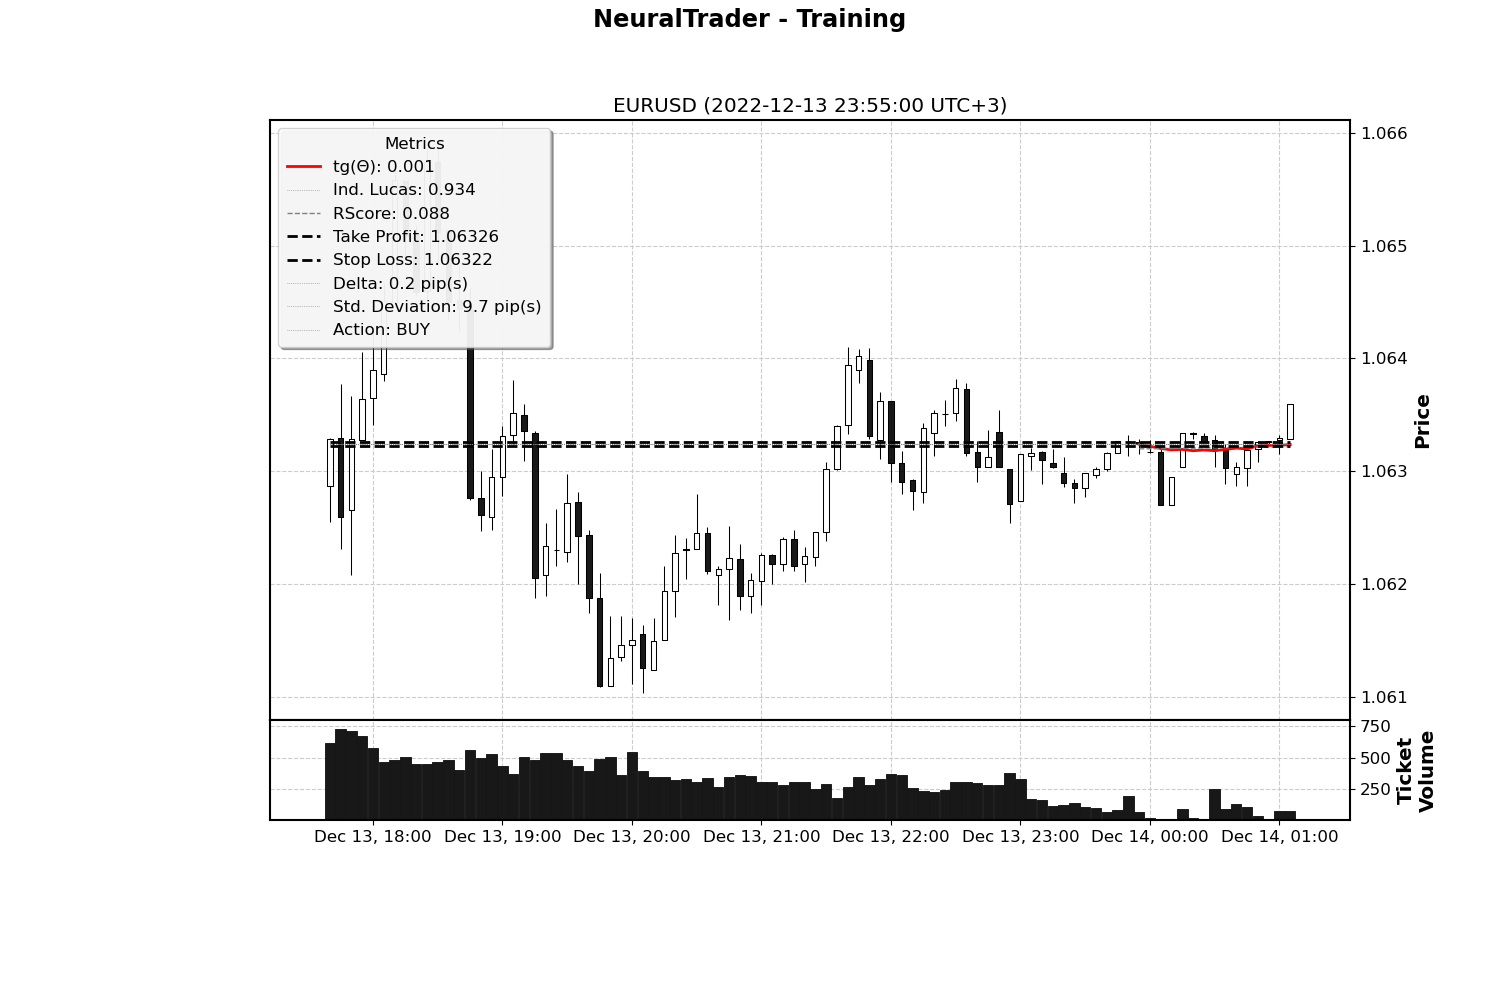 NeuralTrader - Training
EURUSD (2022-12-13 23:55:00 UTC+3)
Metrics
tg(Θ): 0.001
Ind. Lucas: 0.934
RScore: 0.088
Take Profit: 1.06326
Stop Loss: 1.06322
Delta: 0.2 pip(s)
Std. Deviation: 9.7 pip(s)
Action: BUY
1.066
1.065
1.064
1.063
1.062
1.061
Price
750
500
250
Ticket
Volume
Dec 13, 18:00 Dec 13, 19:00 Dec 13, 20:00 Dec 13, 21:00 Dec 13, 22:00 Dec 13, 23:00 Dec 14, 00:00 Dec 14, 01:00